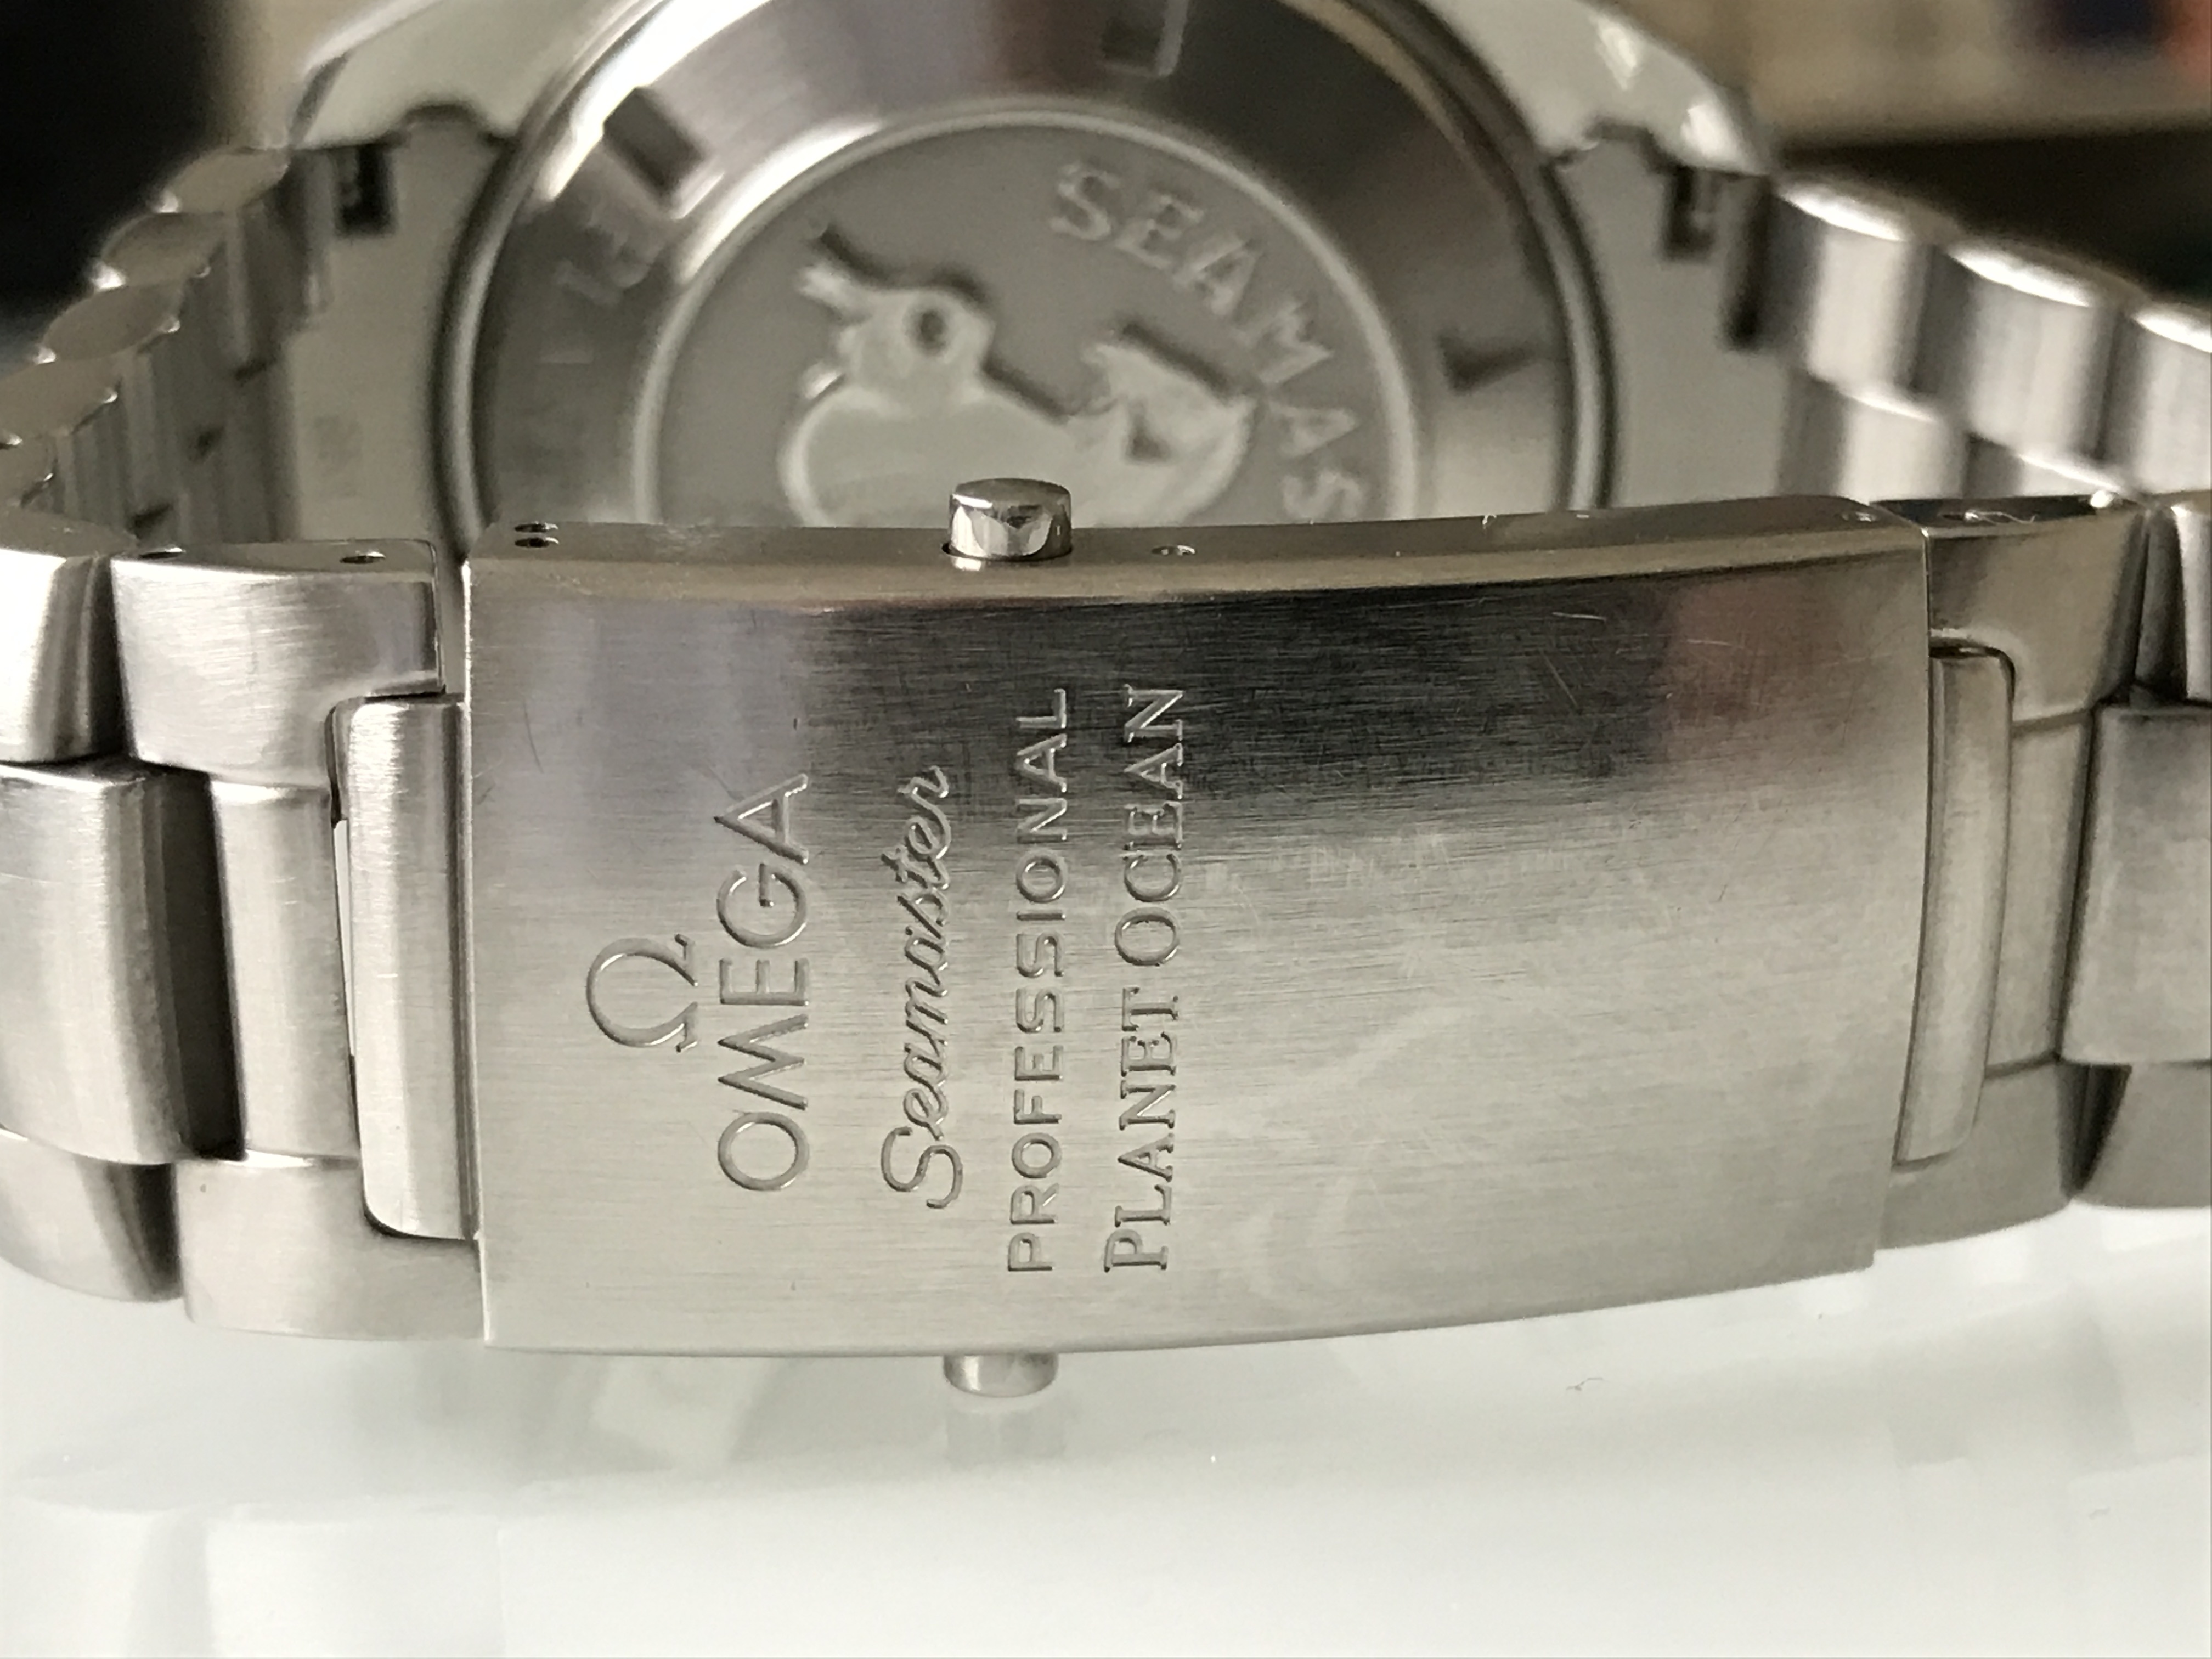 Ω
OMEGA
Seamaster
PROFESSIONAL
PLANET OCEAN
SEAMAS